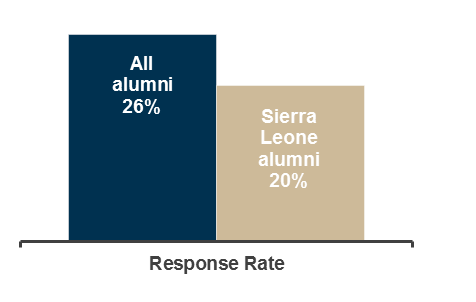 All
alumni
26%
Sierra
Leone
alumni
20%
Response Rate